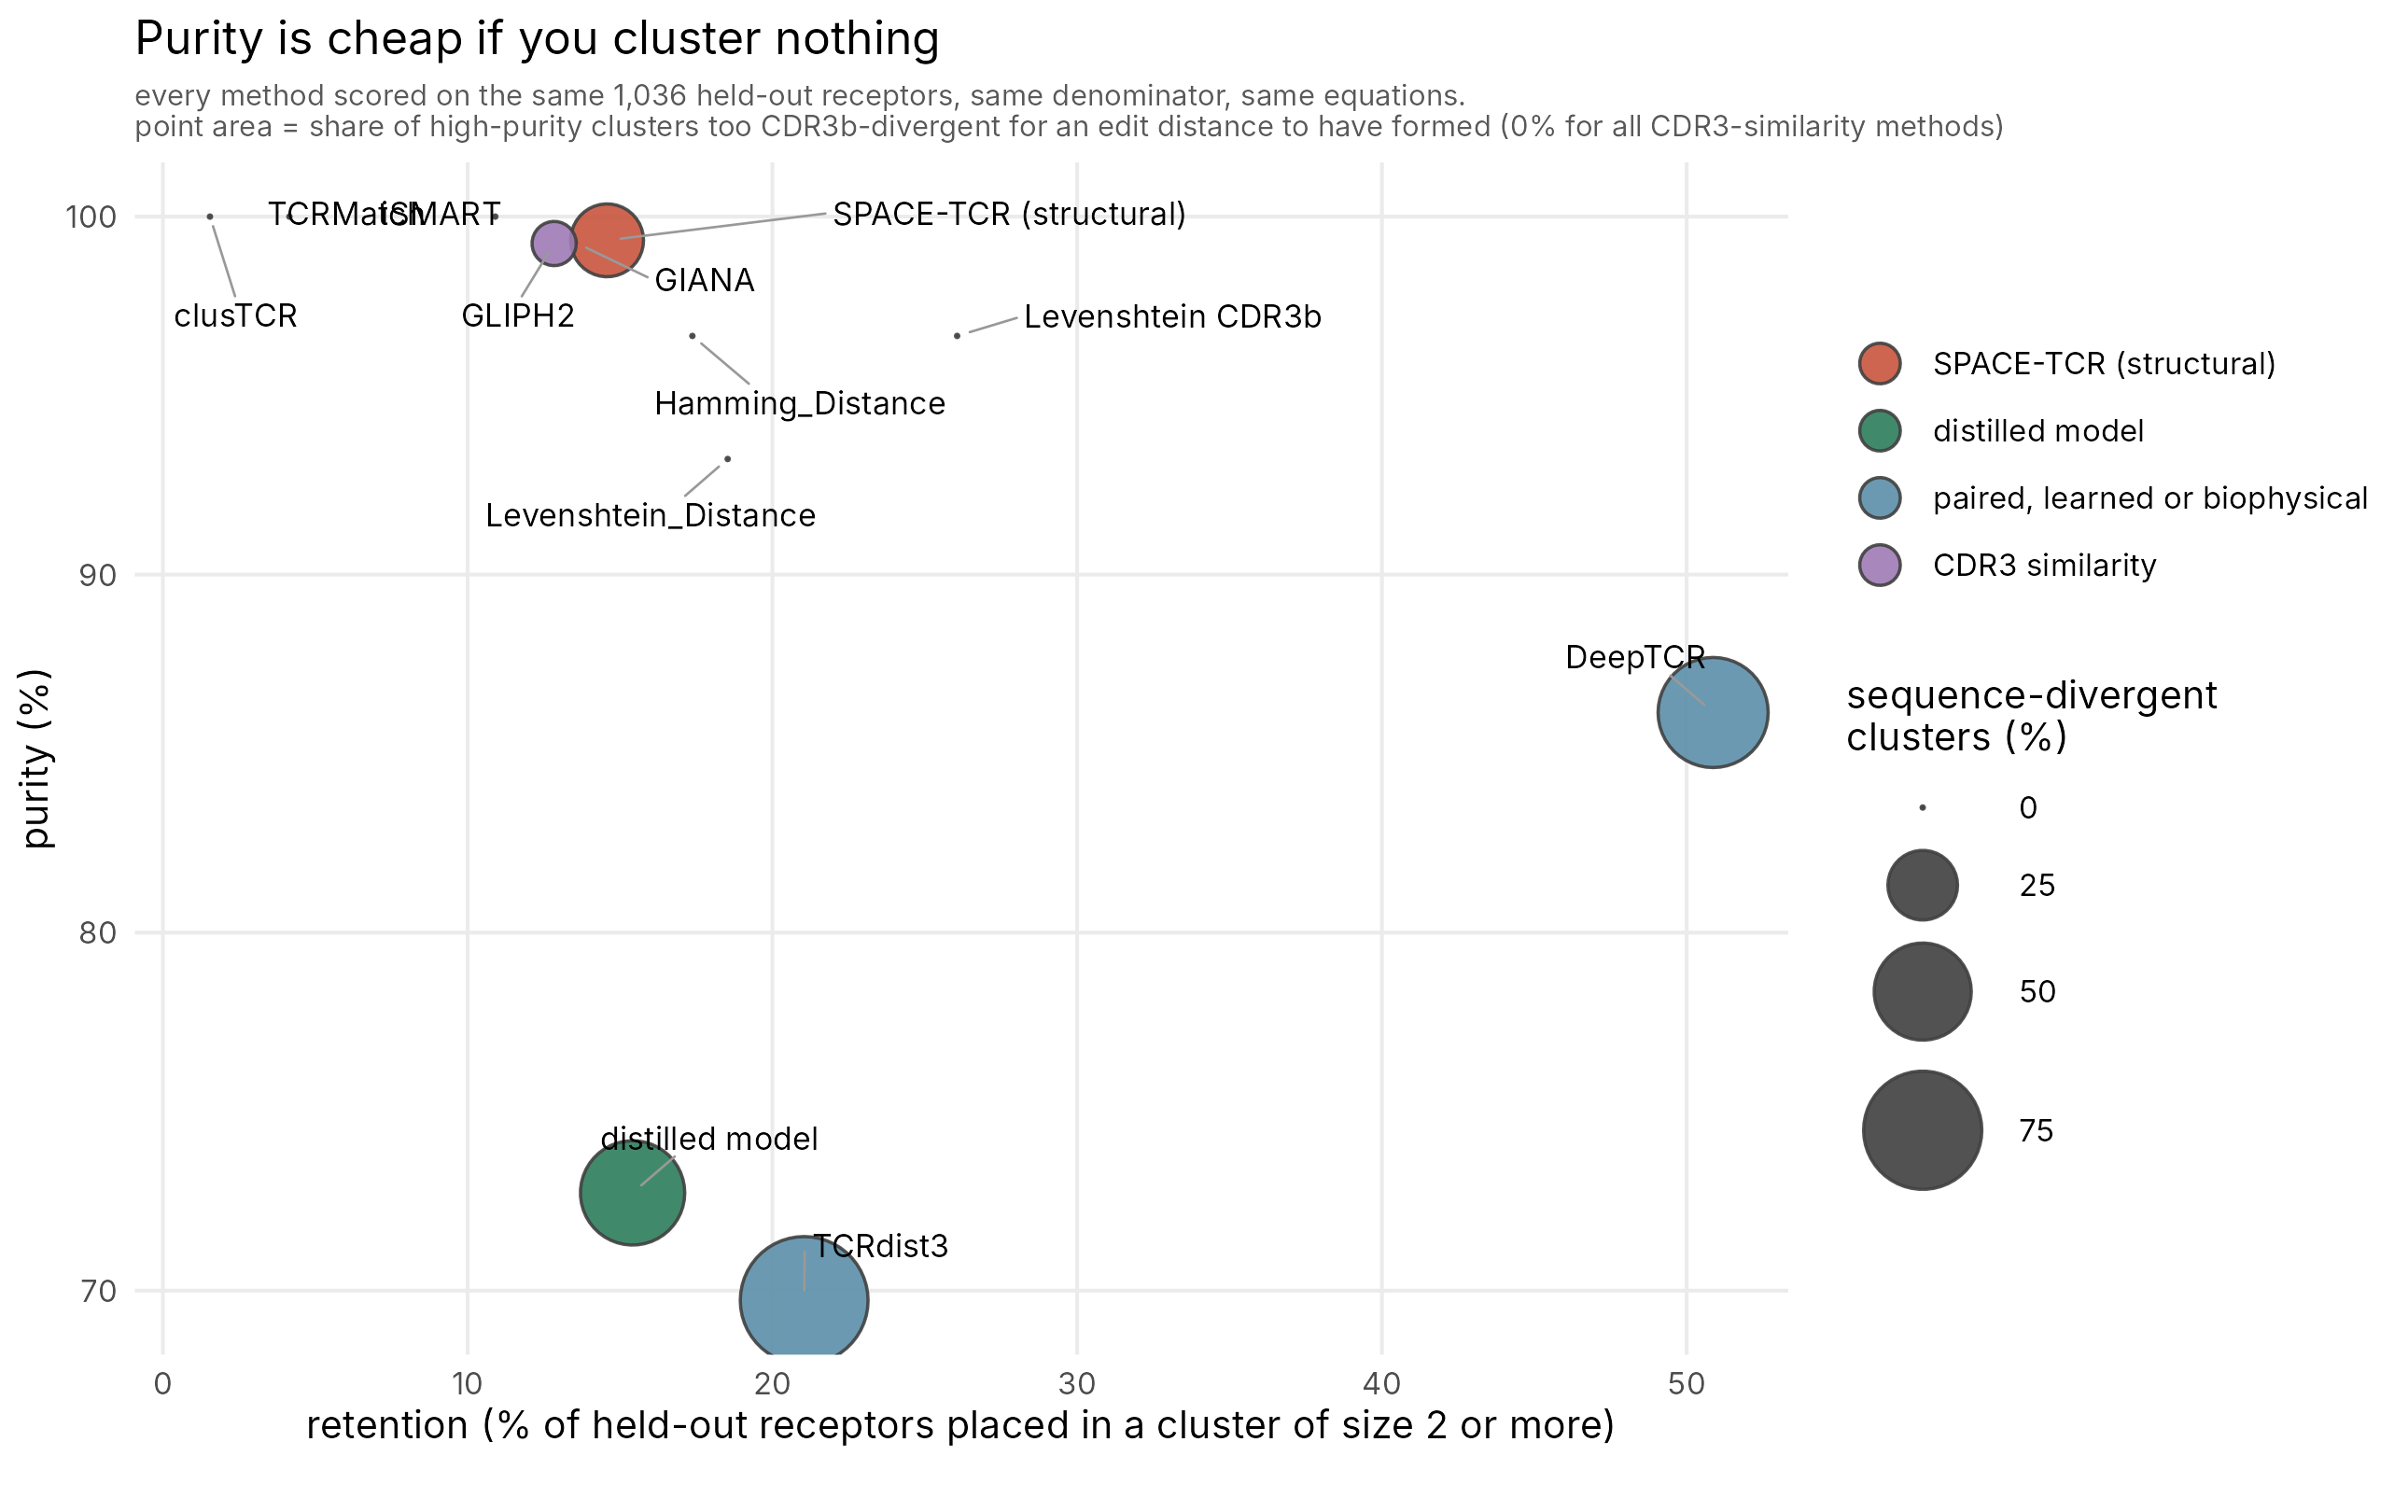 Purity is cheap if you cluster nothing
every method scored on the same 1,036 held-out receptors, same denominator, same equations.
point area = share of high-purity clusters too CDR3b-divergent for an edit distance to have formed (0% for all CDR3-similarity methods)
purity (%)
100
90
80
70
TCRMatch
iSMART
SPACE-TCR (structural)
GIANA
clusTCR
GLIPH2
Levenshtein CDR3b
Hamming_Distance
Levenshtein_Distance
DeepTCR
distilled model
TCRdist3
0
10
20
30
40
50
retention (% of held-out receptors placed in a cluster of size 2 or more)
SPACE-TCR (structural)
distilled model
paired, learned or biophysical
CDR3 similarity
sequence-divergent
clusters (%)
0
25
50
75